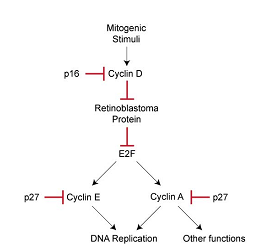 Mitogenic
Stimuli
p16
Cyclin D
Retinoblastoma
Protein
E2F
p27
Cyclin E
Cyclin A
p27
DNA Replication
Other functions